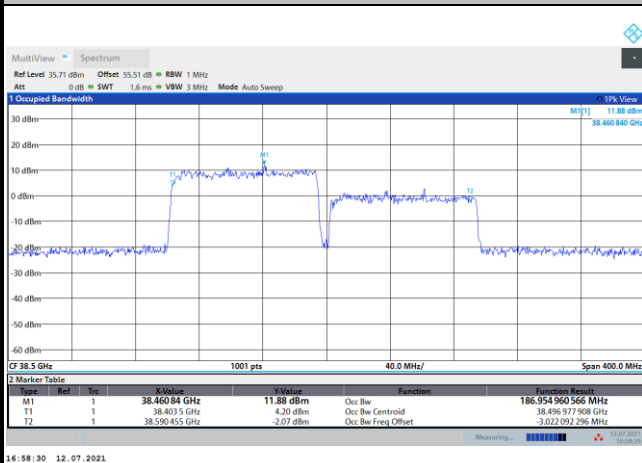 MultiView Spectrum
Ref Level 35.71 dBm Offset 55.51 dB RBW 1 MHz
Att 0 dB SWT 1.6 ms VBW 3 MHz Mode Auto Sweep
1 Occupied Bandwidth 1Pk View
M1[1] 11.88 dBm
38.460 840 GHz
30 dBm
20 dBm
M1
10 dBm
T1
T2
0 dBm
-10 dBm
-20 dBm
-30 dBm
-40 dBm
-50 dBm
-60 dBm
CF 38.5 GHz 1001 pts 40.0 MHz/ Span 400.0 MHz
2 Marker Table
Type Ref Trc X-Value Y-Value Function Function Result
M1 1 38.460 84 GHz 11.88 dBm Occ Bw 186.954 960 566 MHz
T1 1 38.403 5 GHz 4.20 dBm Occ Bw Centroid 38.496 977 908 GHz
T2 1 38.590 455 GHz -2.07 dBm Occ Bw Freq Offset -3.022 092 296 MHz
Measuring... 12.07.2021
16:58:29
16:58:30 12.07.2021